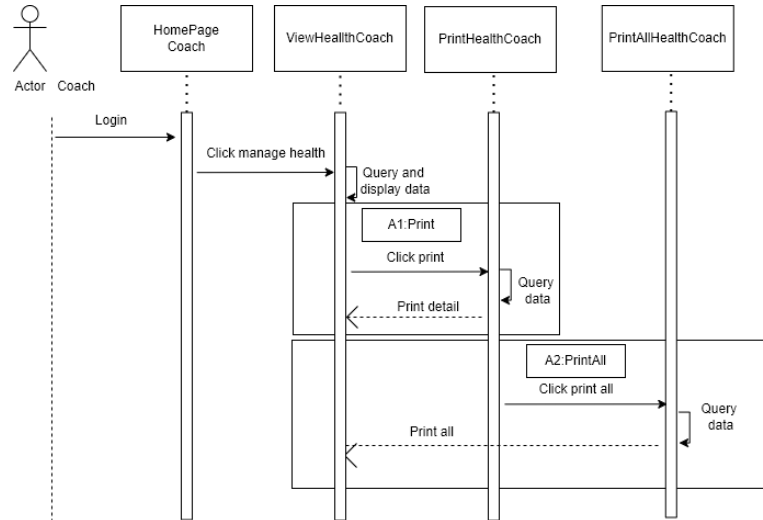 HomePage
Coach
ViewHeallthCoach
PrintHealthCoach
PrintAllHealthCoach
Actor Coach
Login
Click manage health
Query and
display data
A1:Print
Click print
Query
data
Print detail
A2:PrintAll
Click print all
Query
data
Print all